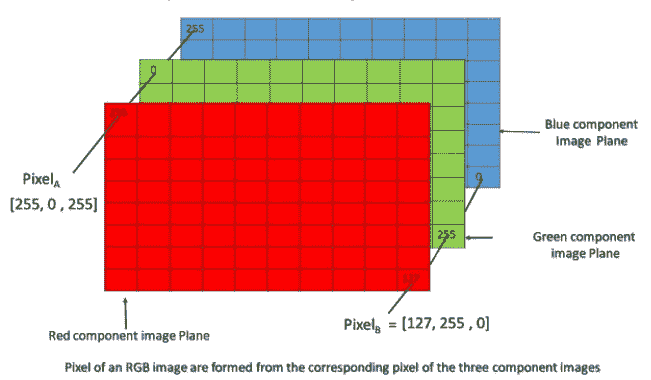 255
0
255
Blue component
Image Plane
Pixel A
[255, 0 , 255]
0
255
Green component
image Plane
127
Pixel B = [127, 255 , 0]
Red component image Plane
Pixel of an RGB image are formed from the corresponding pixel of the three component images